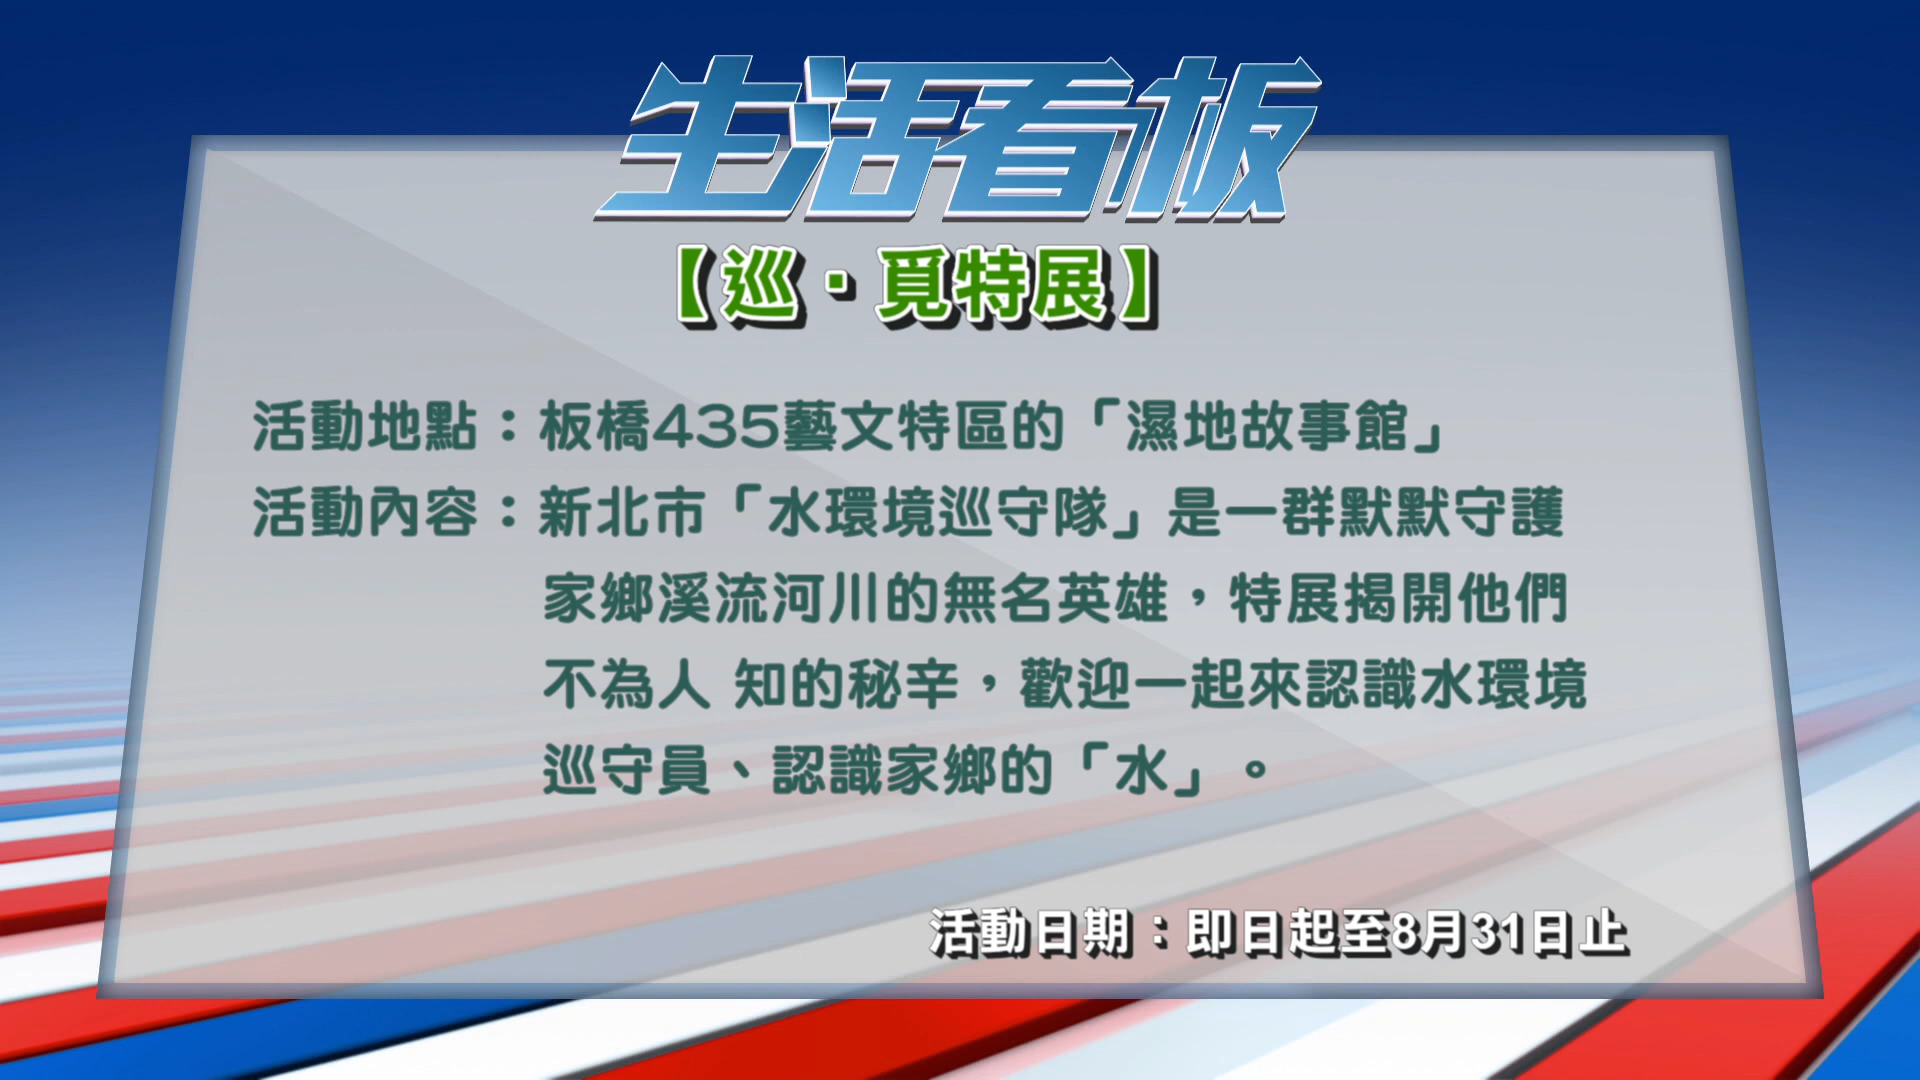 生活看板
【巡·覓特展】
活動地點：板橋435藝文特區的「濕地故事館」
活動內容：新北市「水環境巡守隊」是一群默默守護
家鄉溪流河川的無名英雄，特展揭開他們
不為人 知的秘辛，歡迎一起來認識水環境
巡守員、認識家鄉的「水」。
活動日期：即日起至8月31日止